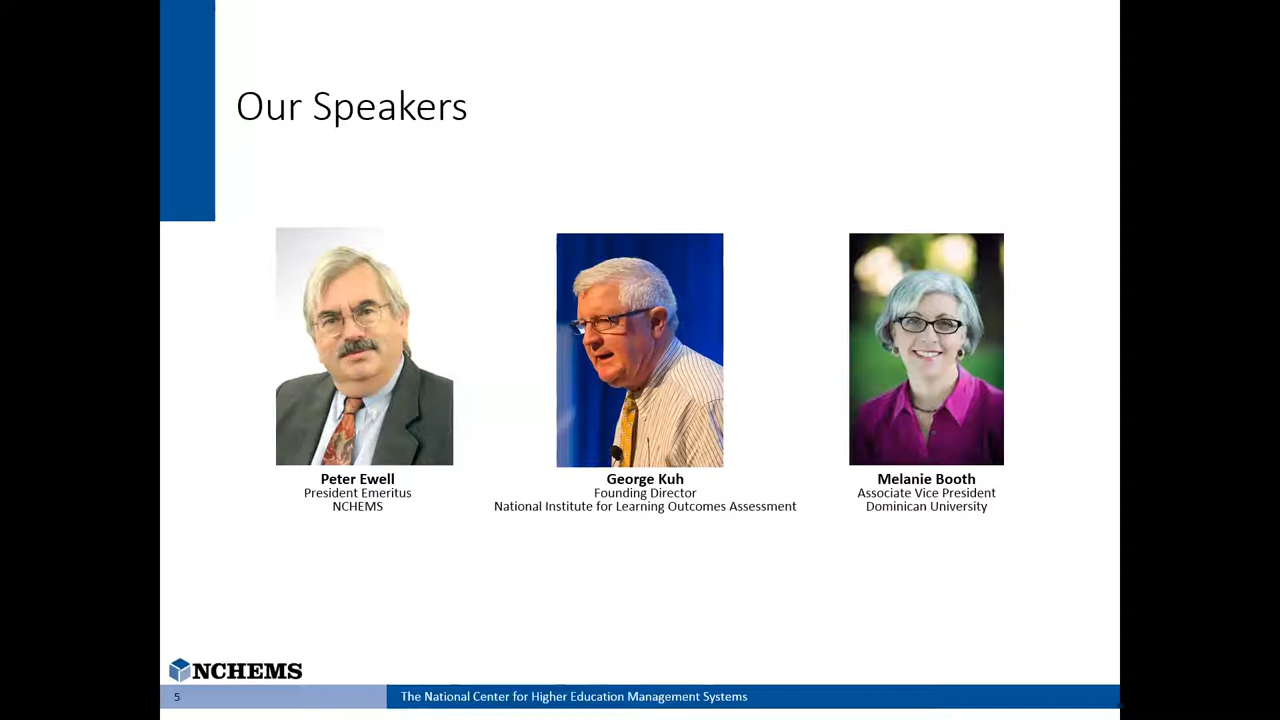 Our Speakers
Peter Ewell
President Emeritus
NCHEMS
George Kuh
Founding Director
National Institute for Learning Outcomes Assessment
Melanie Booth
Associate Vice President
Dominican University
NCHEMS
5
The National Center for Higher Education Management Systems